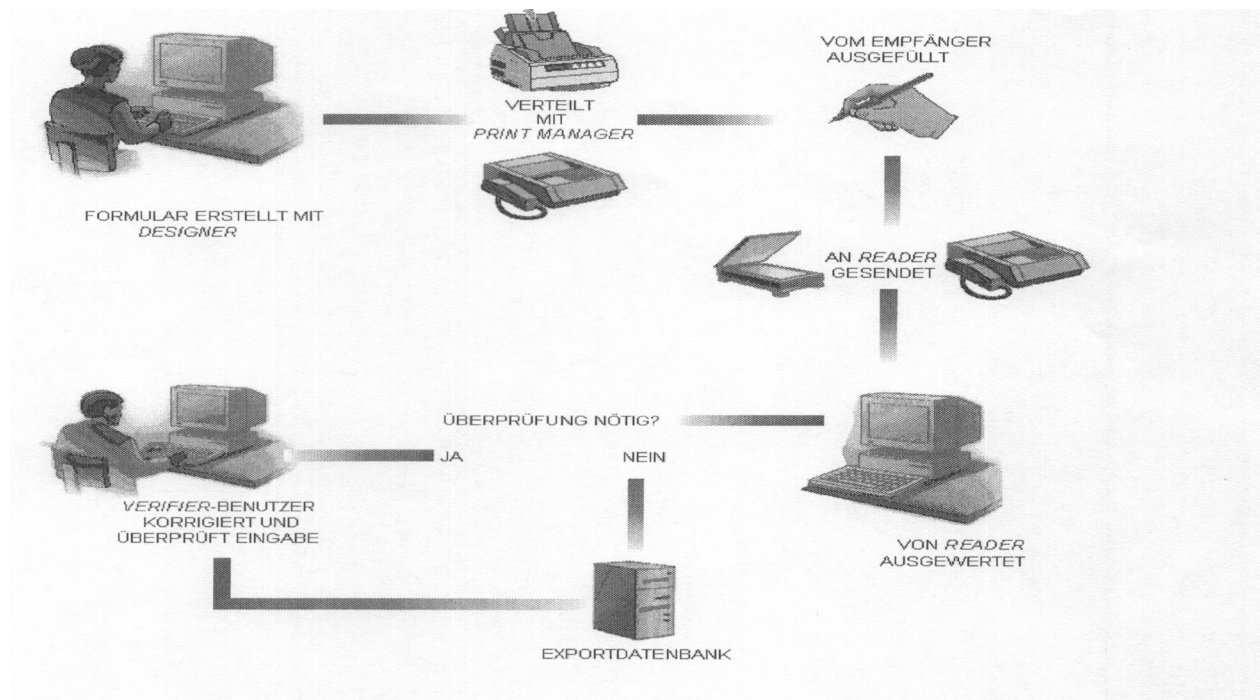 FORMULAR ERSTELLT MIT
DESIGNER
VERTEILT
MIT
PRINT MANAGER
VOM EMPFÄNGER
AUSGEFÜLLT
AN READER
GESENDET
VON READER
AUSGEWERTET
ÜBERPRÜFUNG NÖTIG?
JA
NEIN
VERIFIER-BENUTZER
KORRIGIERT UND
ÜBERPRÜFT EINGABE
EXPORTDATENBANK